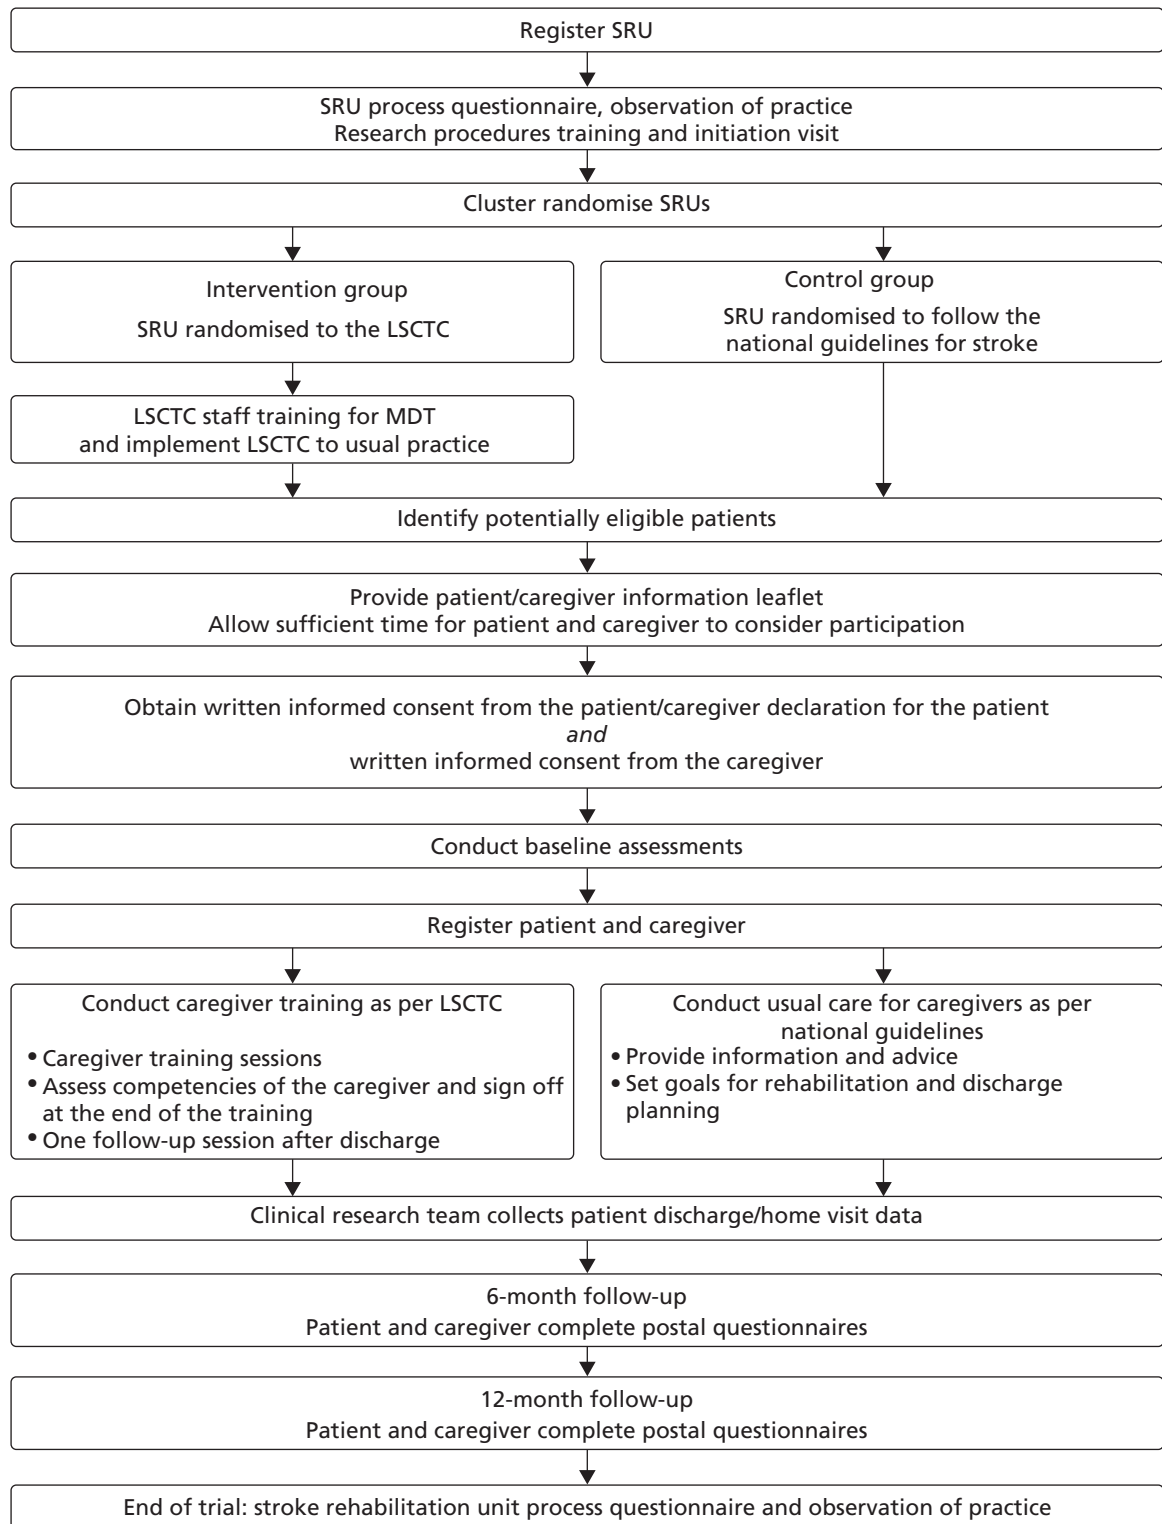 Register SRU
SRU process questionnaire, observation of practice
Research procedures training and initiation visit
Cluster randomise SRUs
Intervention group
SRU randomised to the LSCTC
Control group
SRU randomised to follow the
national guidelines for stroke
LSCTC staff training for MDT
and implement LSCTC to usual practice
Identify potentially eligible patients
Provide patient/caregiver information leaflet
Allow sufficient time for patient and caregiver to consider participation
Obtain written informed consent from the patient/caregiver declaration for the patient
and
written informed consent from the caregiver
Conduct baseline assessments
Register patient and caregiver
Conduct caregiver training as per LSCTC
• Caregiver training sessions
• Assess competencies of the caregiver and sign off
at the end of the training
• One follow-up session after discharge
Conduct usual care for caregivers as per
national guidelines
• Provide information and advice
• Set goals for rehabilitation and discharge
planning
Clinical research team collects patient discharge/home visit data
6-month follow-up
Patient and caregiver complete postal questionnaires
12-month follow-up
Patient and caregiver complete postal questionnaires
End of trial: stroke rehabilitation unit process questionnaire and observation of practice